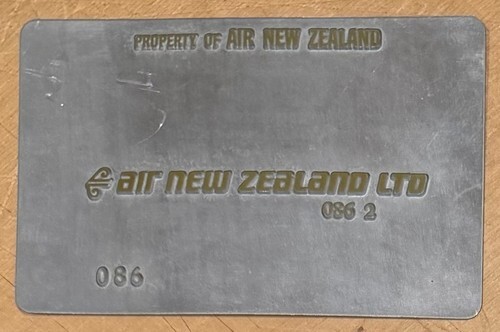 PROPERTY OF AIR NEW ZEALAND
air new zealand LTD
086 2
086